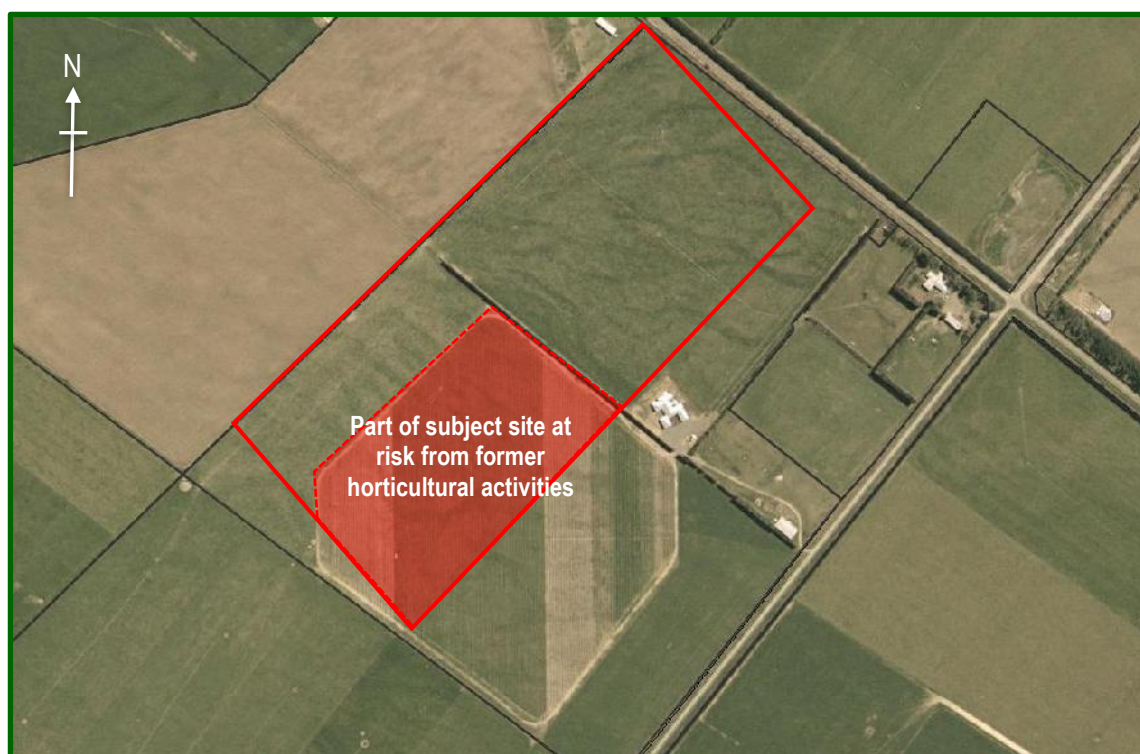 N
Part of subject site at
risk from former
horticultural activities